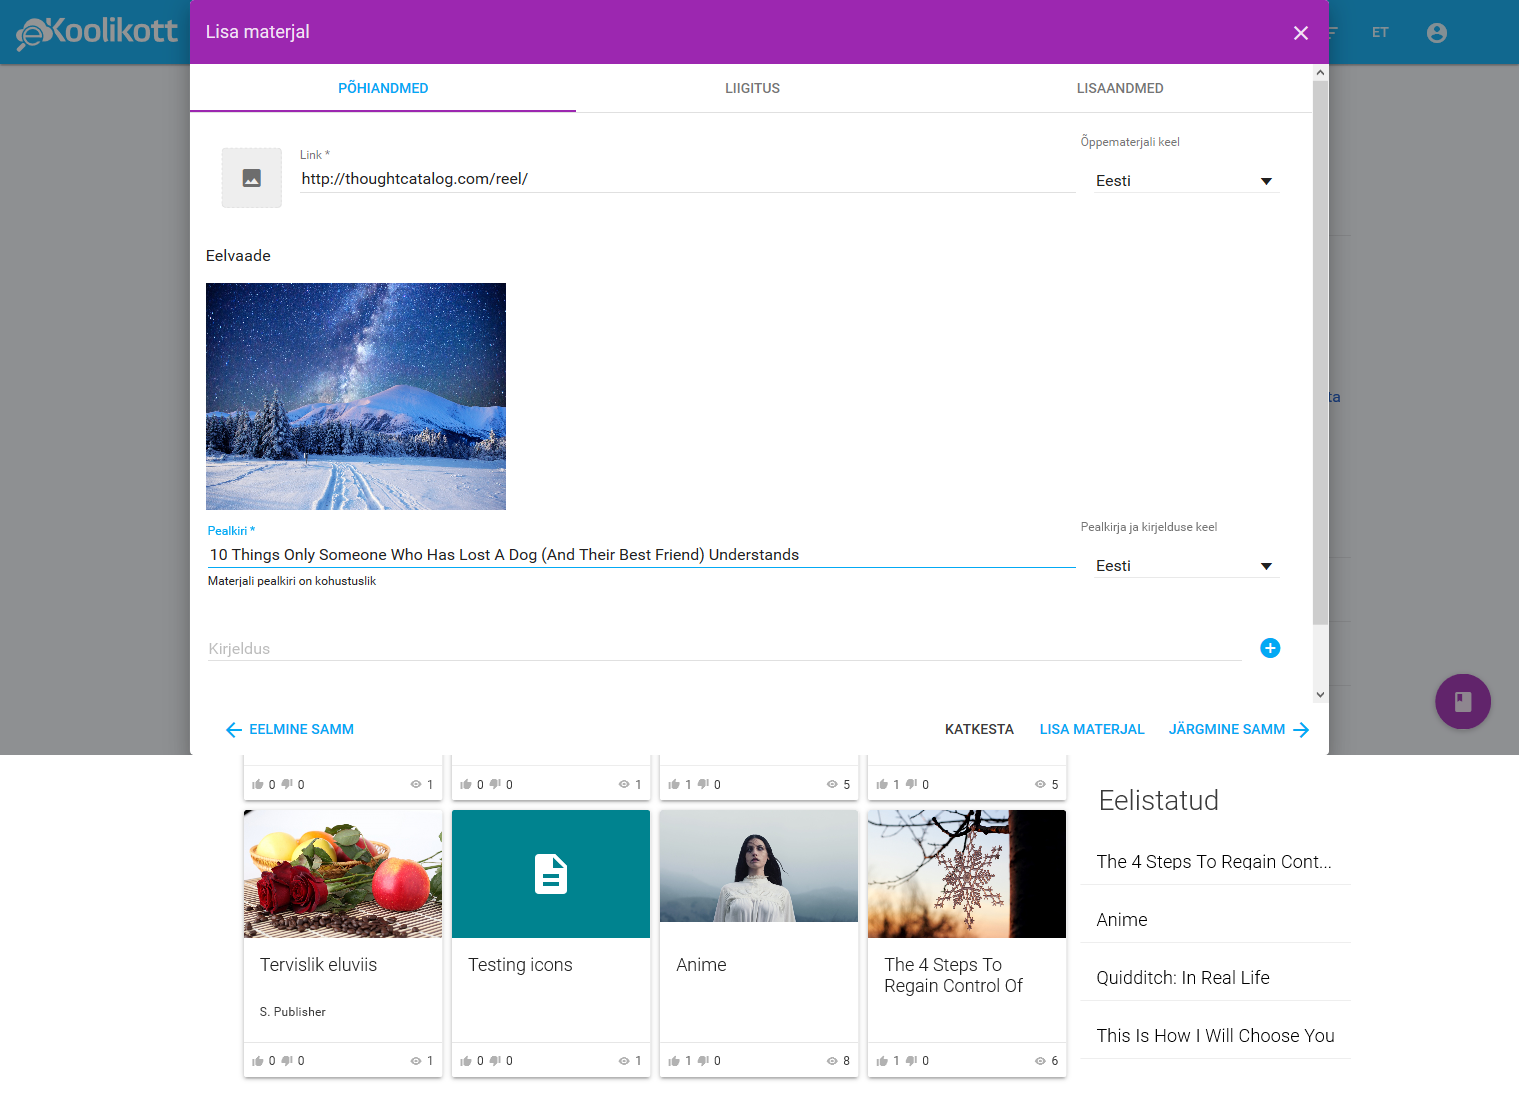 eKoolikott
Lisa materjal
ET
PÕHIANDMED
LIIGITUS
LISAANDMED
Link *
http://thoughtcatalog.com/reel/
Õppematerjali keel
Eesti
Eelvaade
ta
Pealkiri *
10 Things Only Someone Who Has Lost A Dog (And Their Best Friend) Understands
Materjali pealkiri on kohustuslik
Pealkirja ja kirjelduse keel
Eesti
Kirjeldus
EELMINE SAMM
KATKESTA
LISA MATERJAL
JÄRGMINE SAMM
0 0 1
0 0 1
1 0 5
1 0 5
Tervislik eluviis
S. Publisher
0 0 1
Testing icons
0 0 1
Anime
1 0 8
The 4 Steps To
Regain Control Of
1 0 6
Eelistatud
The 4 Steps To Regain Cont...
Anime
Quidditch: In Real Life
This Is How I Will Choose You